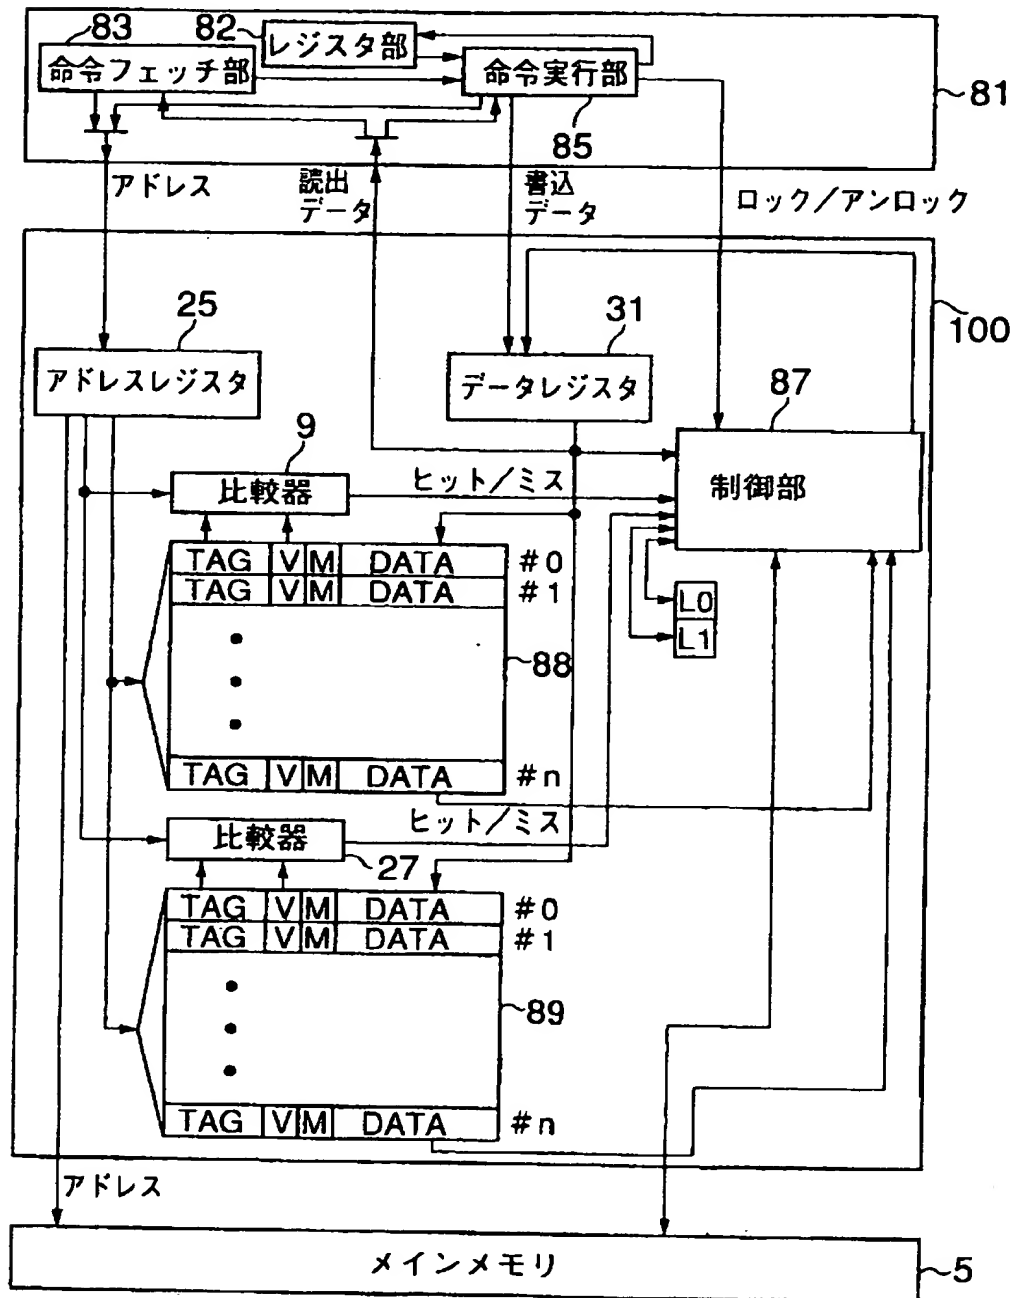 83
82
レジスタ部
命令フェッチ部
命令実行部
81
85
アドレス
読出
データ
書込
データ
ロック/アンロック
100
25
31
アドレスレジスタ
データレジスタ
87
9
比較器
ヒット/ミス
制御部
TAG V M DATA #0
TAG V M DATA #1
L0
L1
88
TAG V M DATA #n
ヒット/ミス
比較器
27
TAG V M DATA #0
TAG V M DATA #1
89
TAG V M DATA #n
アドレス
メインメモリ
5